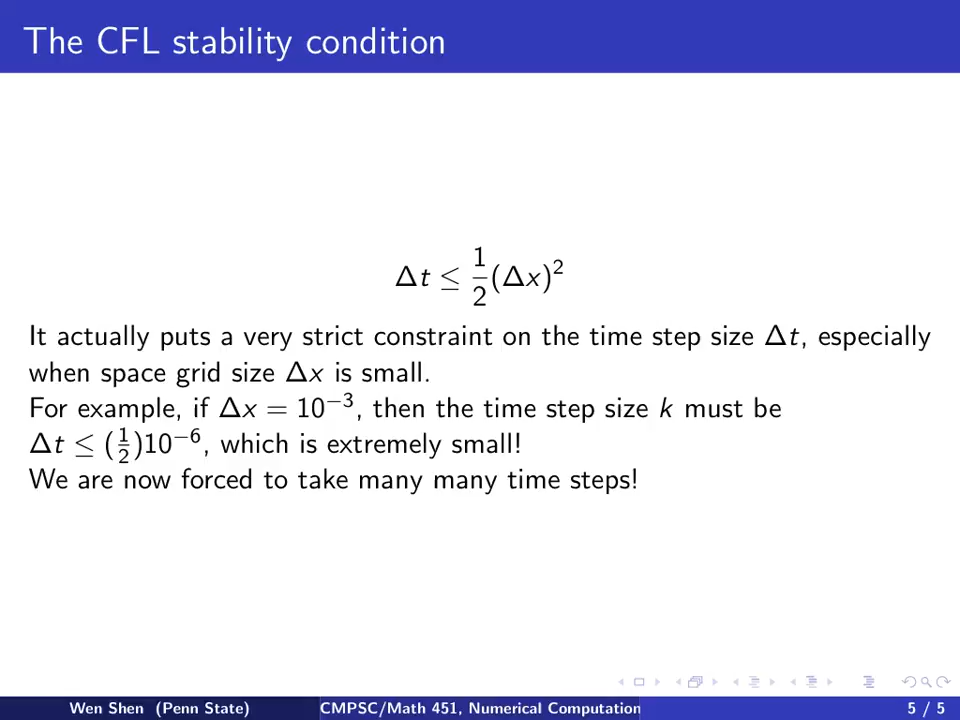 The CFL stability condition
Δt ≤ 1/2 (Δx)²
It actually puts a very strict constraint on the time step size Δt, especially
when space grid size Δx is small.
For example, if Δx = 10⁻³, then the time step size k must be
Δt ≤ (1/2)10⁻⁶, which is extremely small!
We are now forced to take many many time steps!
Wen Shen (Penn State)
CMPSC/Math 451, Numerical Computation
5 / 5